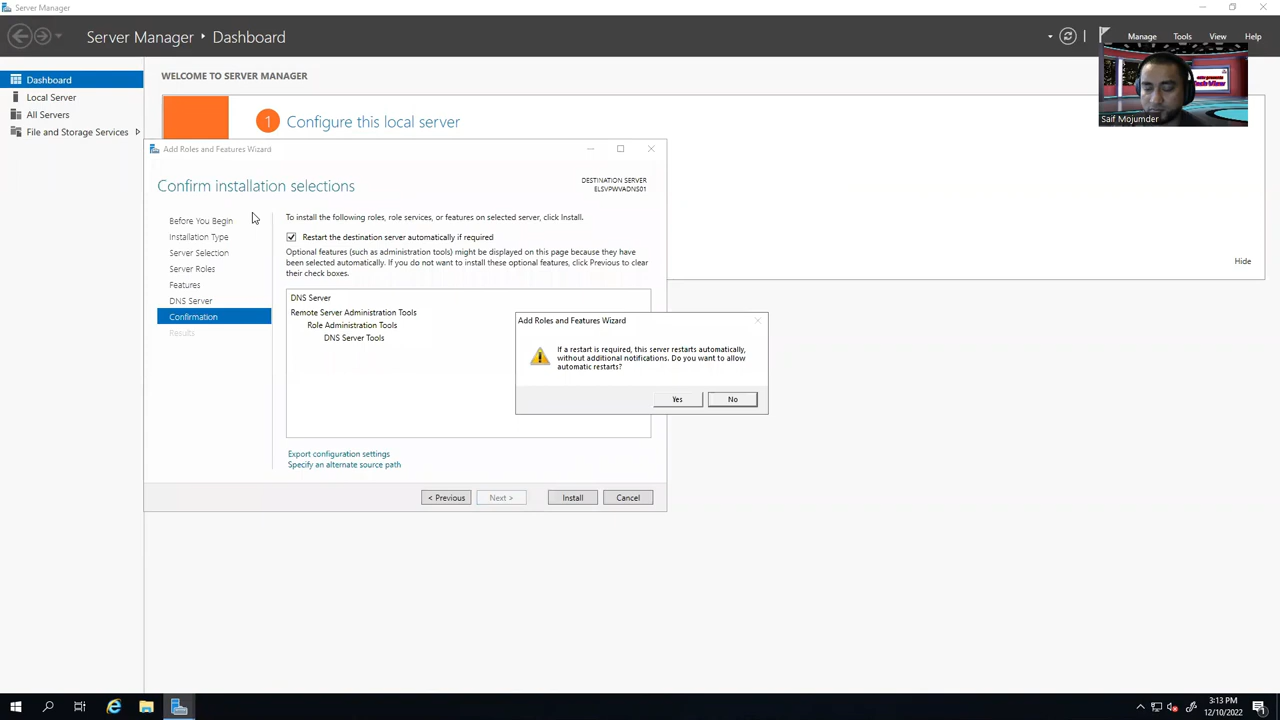 Server Manager
Server Manager • Dashboard
Manage
Tools
View
Help
Dashboard
Local Server
All Servers
File and Storage Services
WELCOME TO SERVER MANAGER
1 Configure this local server
Saif Mojumder
Hide
Add Roles and Features Wizard
Confirm installation selections
DESTINATION SERVER
ELSVPWVADNS01
Before You Begin
Installation Type
Server Selection
Server Roles
Features
DNS Server
Confirmation
Results
To install the following roles, role services, or features on selected server, click Install.
Restart the destination server automatically if required
Optional features (such as administration tools) might be displayed on this page because they have
been selected automatically. If you do not want to install these optional features, click Previous to clear
their check boxes.
DNS Server
Remote Server Administration Tools
Role Administration Tools
DNS Server Tools
Export configuration settings
Specify an alternate source path
< Previous
Next >
Install
Cancel
Add Roles and Features Wizard
If a restart is required, this server restarts automatically,
without additional notifications. Do you want to allow
automatic restarts?
Yes
No
3:13 PM
12/10/2022
1